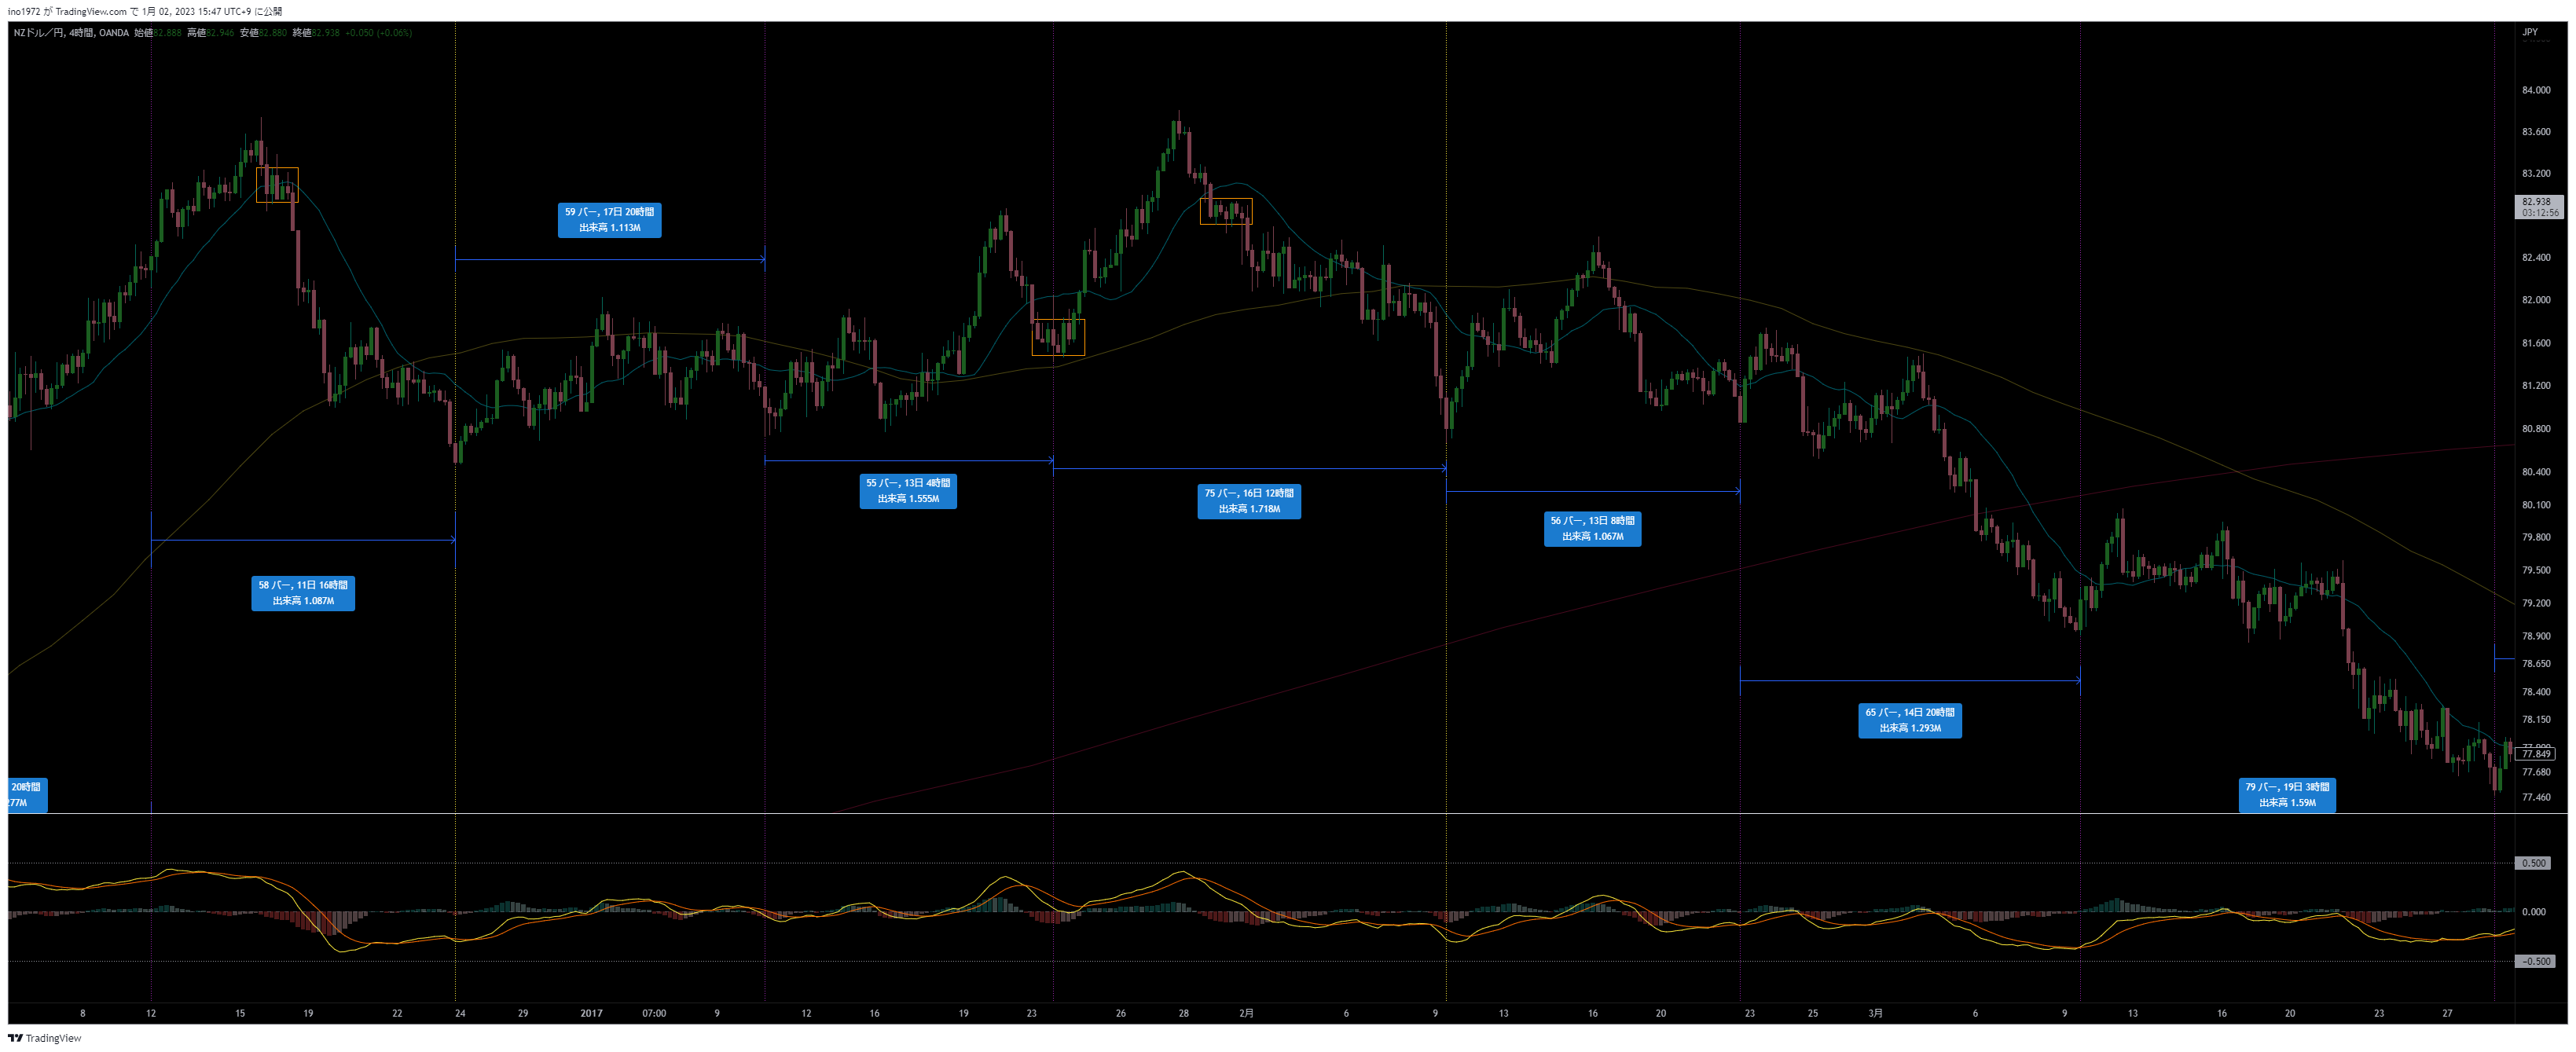 ino1972 が TradingView.com で 1月 02, 2023 15:47 UTC+9 に公開
NZドル／円, 4時間, OANDA 始値82.888 高値82.946 安値82.880 終値82.938 +0.050 (+0.06%)
JPY
84.000
83.600
83.200
82.938
03:12:56
82.400
82.000
81.600
81.200
80.800
80.400
80.100
79.800
79.500
79.200
78.900
78.650
78.400
78.150
77.849
77.680
77.460
59 バー, 17日 20時間
出来高 1.113M
55 バー, 13日 4時間
出来高 1.555M
75 バー, 16日 12時間
出来高 1.718M
56 バー, 13日 8時間
出来高 1.067M
58 バー, 11日 16時間
出来高 1.087M
65 バー, 14日 20時間
出来高 1.293M
20時間
277M
79 バー, 19日 3時間
出来高 1.59M
0.500
0.000
-0.500
8 12 15 19 22 24 29 2017 07:00 9 12 16 19 23 26 28 2月 6 9 13 16 20 23 25 3月 6 9 13 16 20 23 27
TradingView